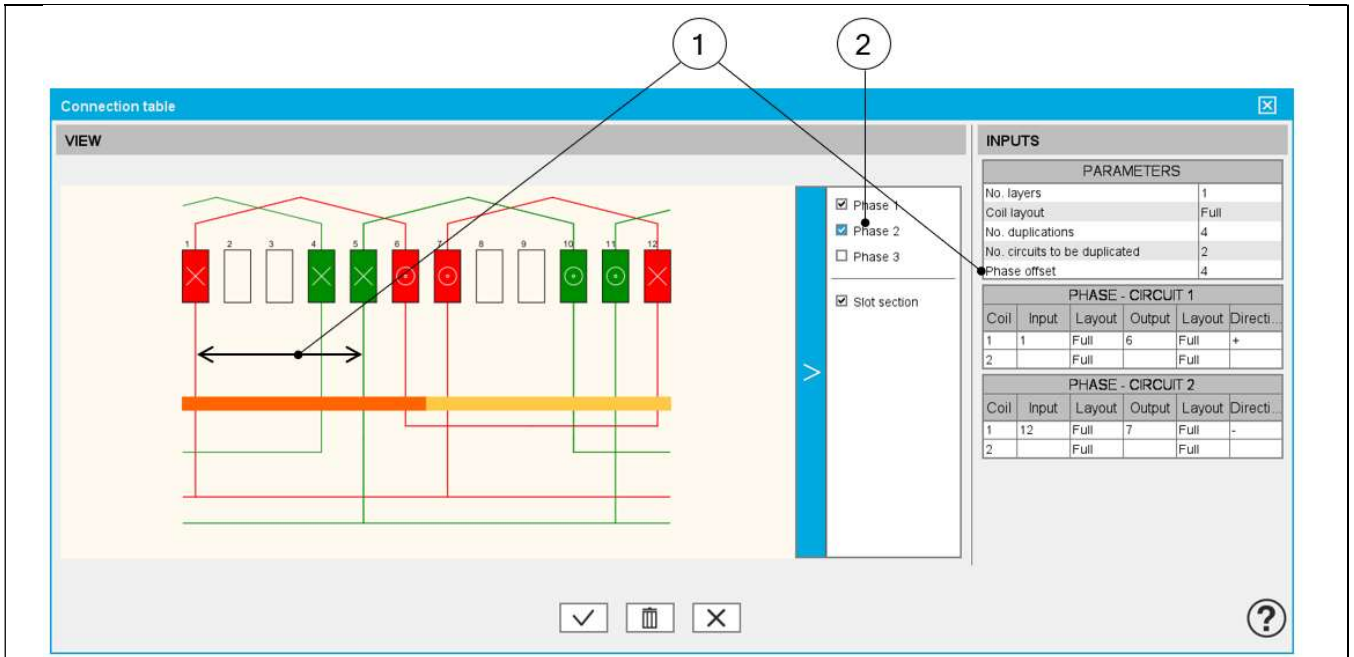 1 2
Connection table
VIEW
INPUTS
1 2 3 4 5 6 7 8 9 10 11 12
Phase 1
Phase 2
Phase 3
Slot section
>
PARAMETERS
No. layers 1
Coil layout Full
No. duplications 4
No. circuits to be duplicated 2
Phase offset 4
PHASE - CIRCUIT 1
Coil Input Layout Output Layout Directi...
1 1 Full 6 Full +
2 Full Full
PHASE - CIRCUIT 2
Coil Input Layout Output Layout Directi...
1 12 Full 7 Full -
2 Full Full
?